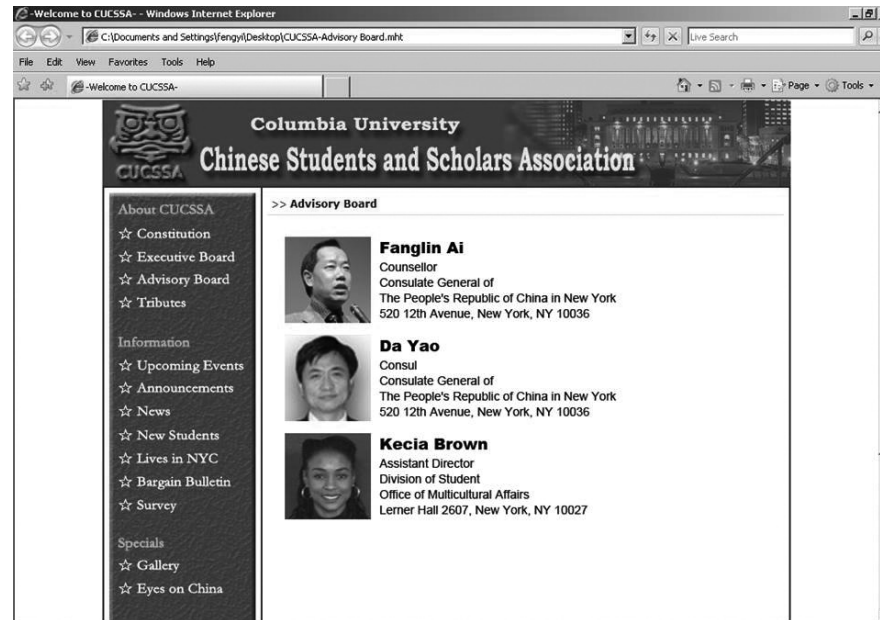 -Welcome to CUCSSA- - Windows Internet Explorer
C:\Documents and Settings\fengyi\Desktop\CUCSSA-Advisory Board.mht
Live Search
File Edit View Favorites Tools Help
-Welcome to CUCSSA-
Page Tools
Columbia University
Chinese Students and Scholars Association
CUCSSA
About CUCSSA
☆ Constitution
☆ Executive Board
☆ Advisory Board
☆ Tributes
Information
☆ Upcoming Events
☆ Announcements
☆ News
☆ New Students
☆ Lives in NYC
☆ Bargain Bulletin
☆ Survey
Specials
☆ Gallery
☆ Eyes on China
>> Advisory Board
Fanglin Ai
Counsellor
Consulate General of
The People's Republic of China in New York
520 12th Avenue, New York, NY 10036
Da Yao
Consul
Consulate General of
The People's Republic of China in New York
520 12th Avenue, New York, NY 10036
Kecia Brown
Assistant Director
Division of Student
Office of Multicultural Affairs
Lerner Hall 2607, New York, NY 10027